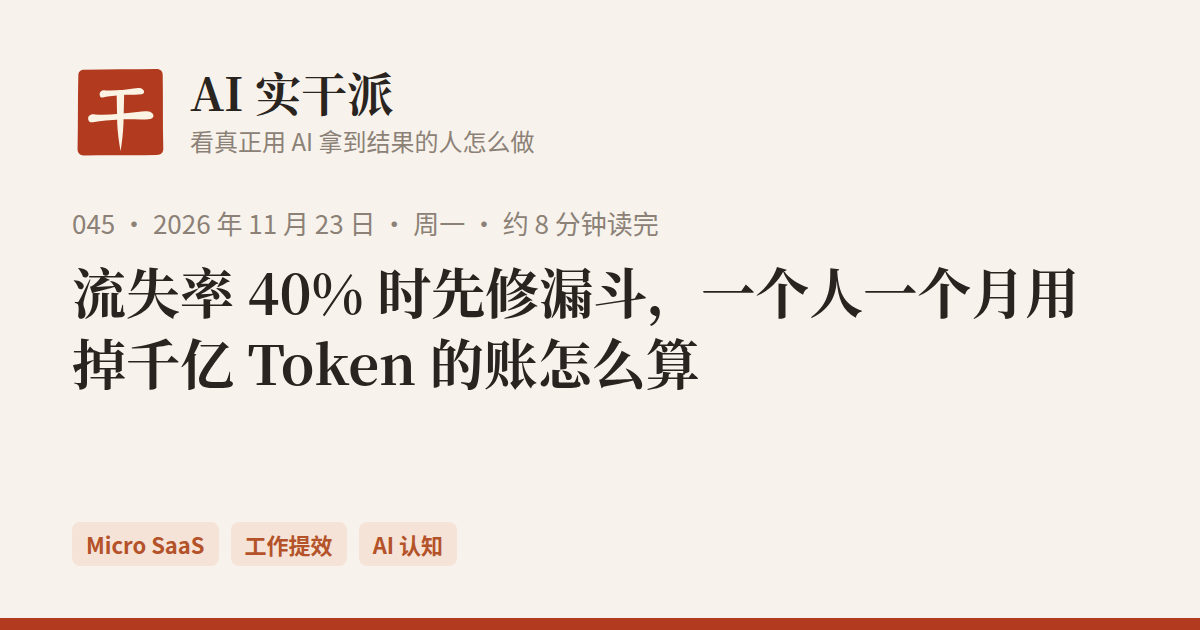 干
AI 实干派
看真正用 AI 拿到结果的人怎么做
045 · 2026 年 11 月 23 日 · 周一 · 约 8 分钟读完
流失率 40% 时先修漏斗，一个人一个月用
掉千亿 Token 的账怎么算
Micro SaaS
工作提效
AI 认知